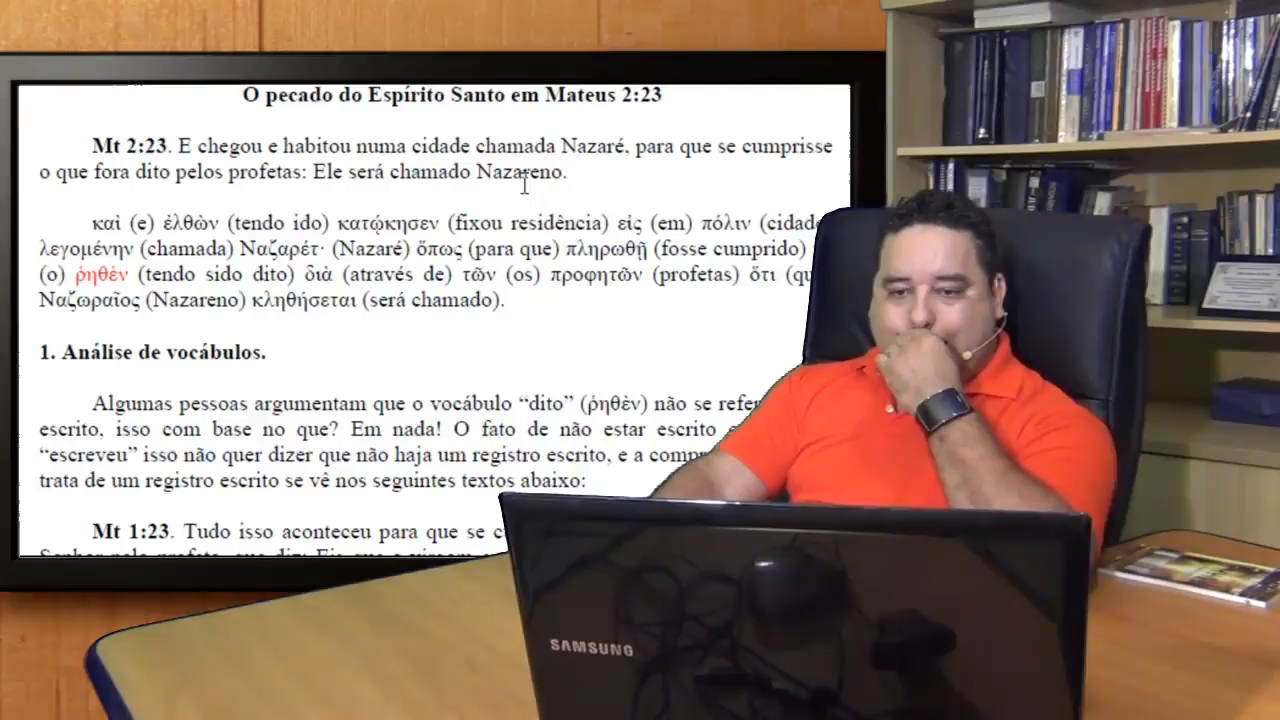 O pecado do Espírito Santo em Mateus 2:23
Mt 2:23. E chegou e habitou numa cidade chamada Nazaré, para que se cumprisse
o que fora dito pelos profetas: Ele será chamado Nazareno.
καὶ (e) ἐλθὼν (tendo ido) κατῴκησεν (fixou residência) εἰς (em) πόλιν (cidade
λεγομένην (chamada) Ναζαρέτ· (Nazaré) ὅπως (para que) πληρωθῇ (fosse cumprido)
(o) ῥηθὲν (tendo sido dito) διὰ (através de) τῶν (os) προφητῶν (profetas) ὅτι (qu
Ναζωραῖος (Nazareno) κληθήσεται (será chamado).
1. Análise de vocábulos.
Algumas pessoas argumentam que o vocábulo “dito” (ῥηθὲν) não se refer
escrito, isso com base no que? Em nada! O fato de não estar escrito
“escreveu” isso não quer dizer que não haja um registro escrito, e a comp
trata de um registro escrito se vê nos seguintes textos abaixo:
Mt 1:23. Tudo isso aconteceu para que se c
SAMSUNG